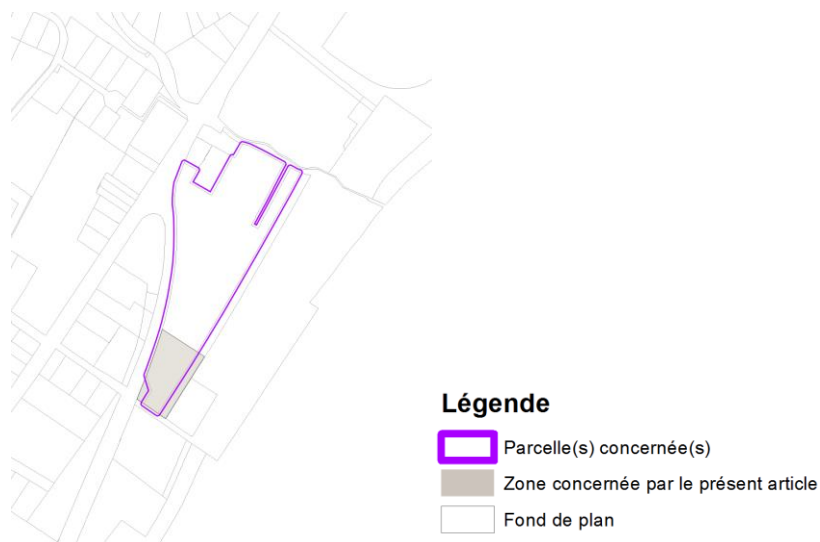 Légende
Parcelle(s) concernée(s)
Zone concernée par le présent article
Fond de plan